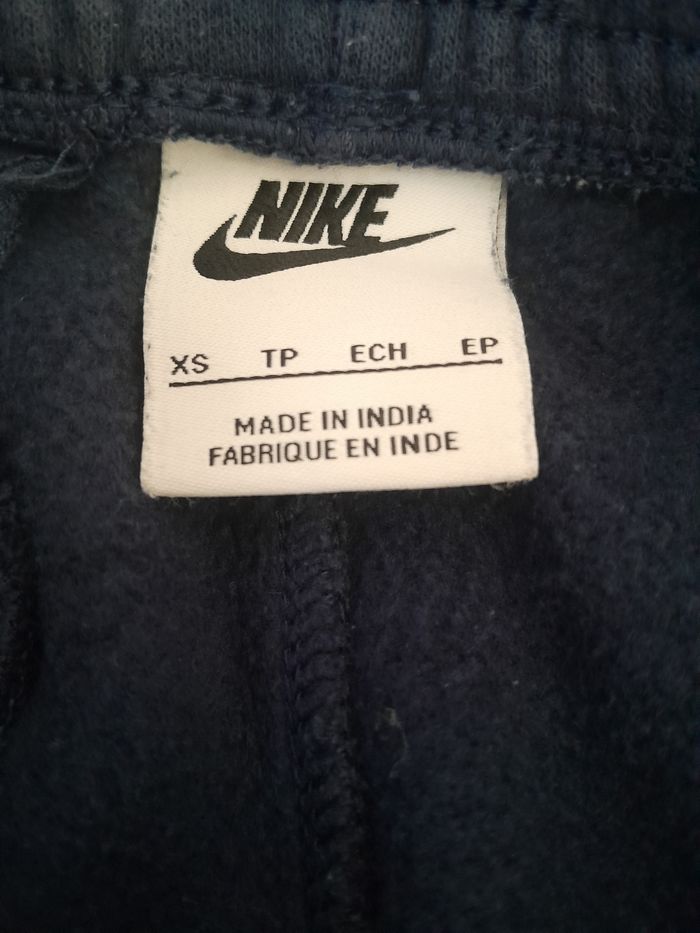 NIKE
XS TP ECH EP
MADE IN INDIA
FABRIQUE EN INDE